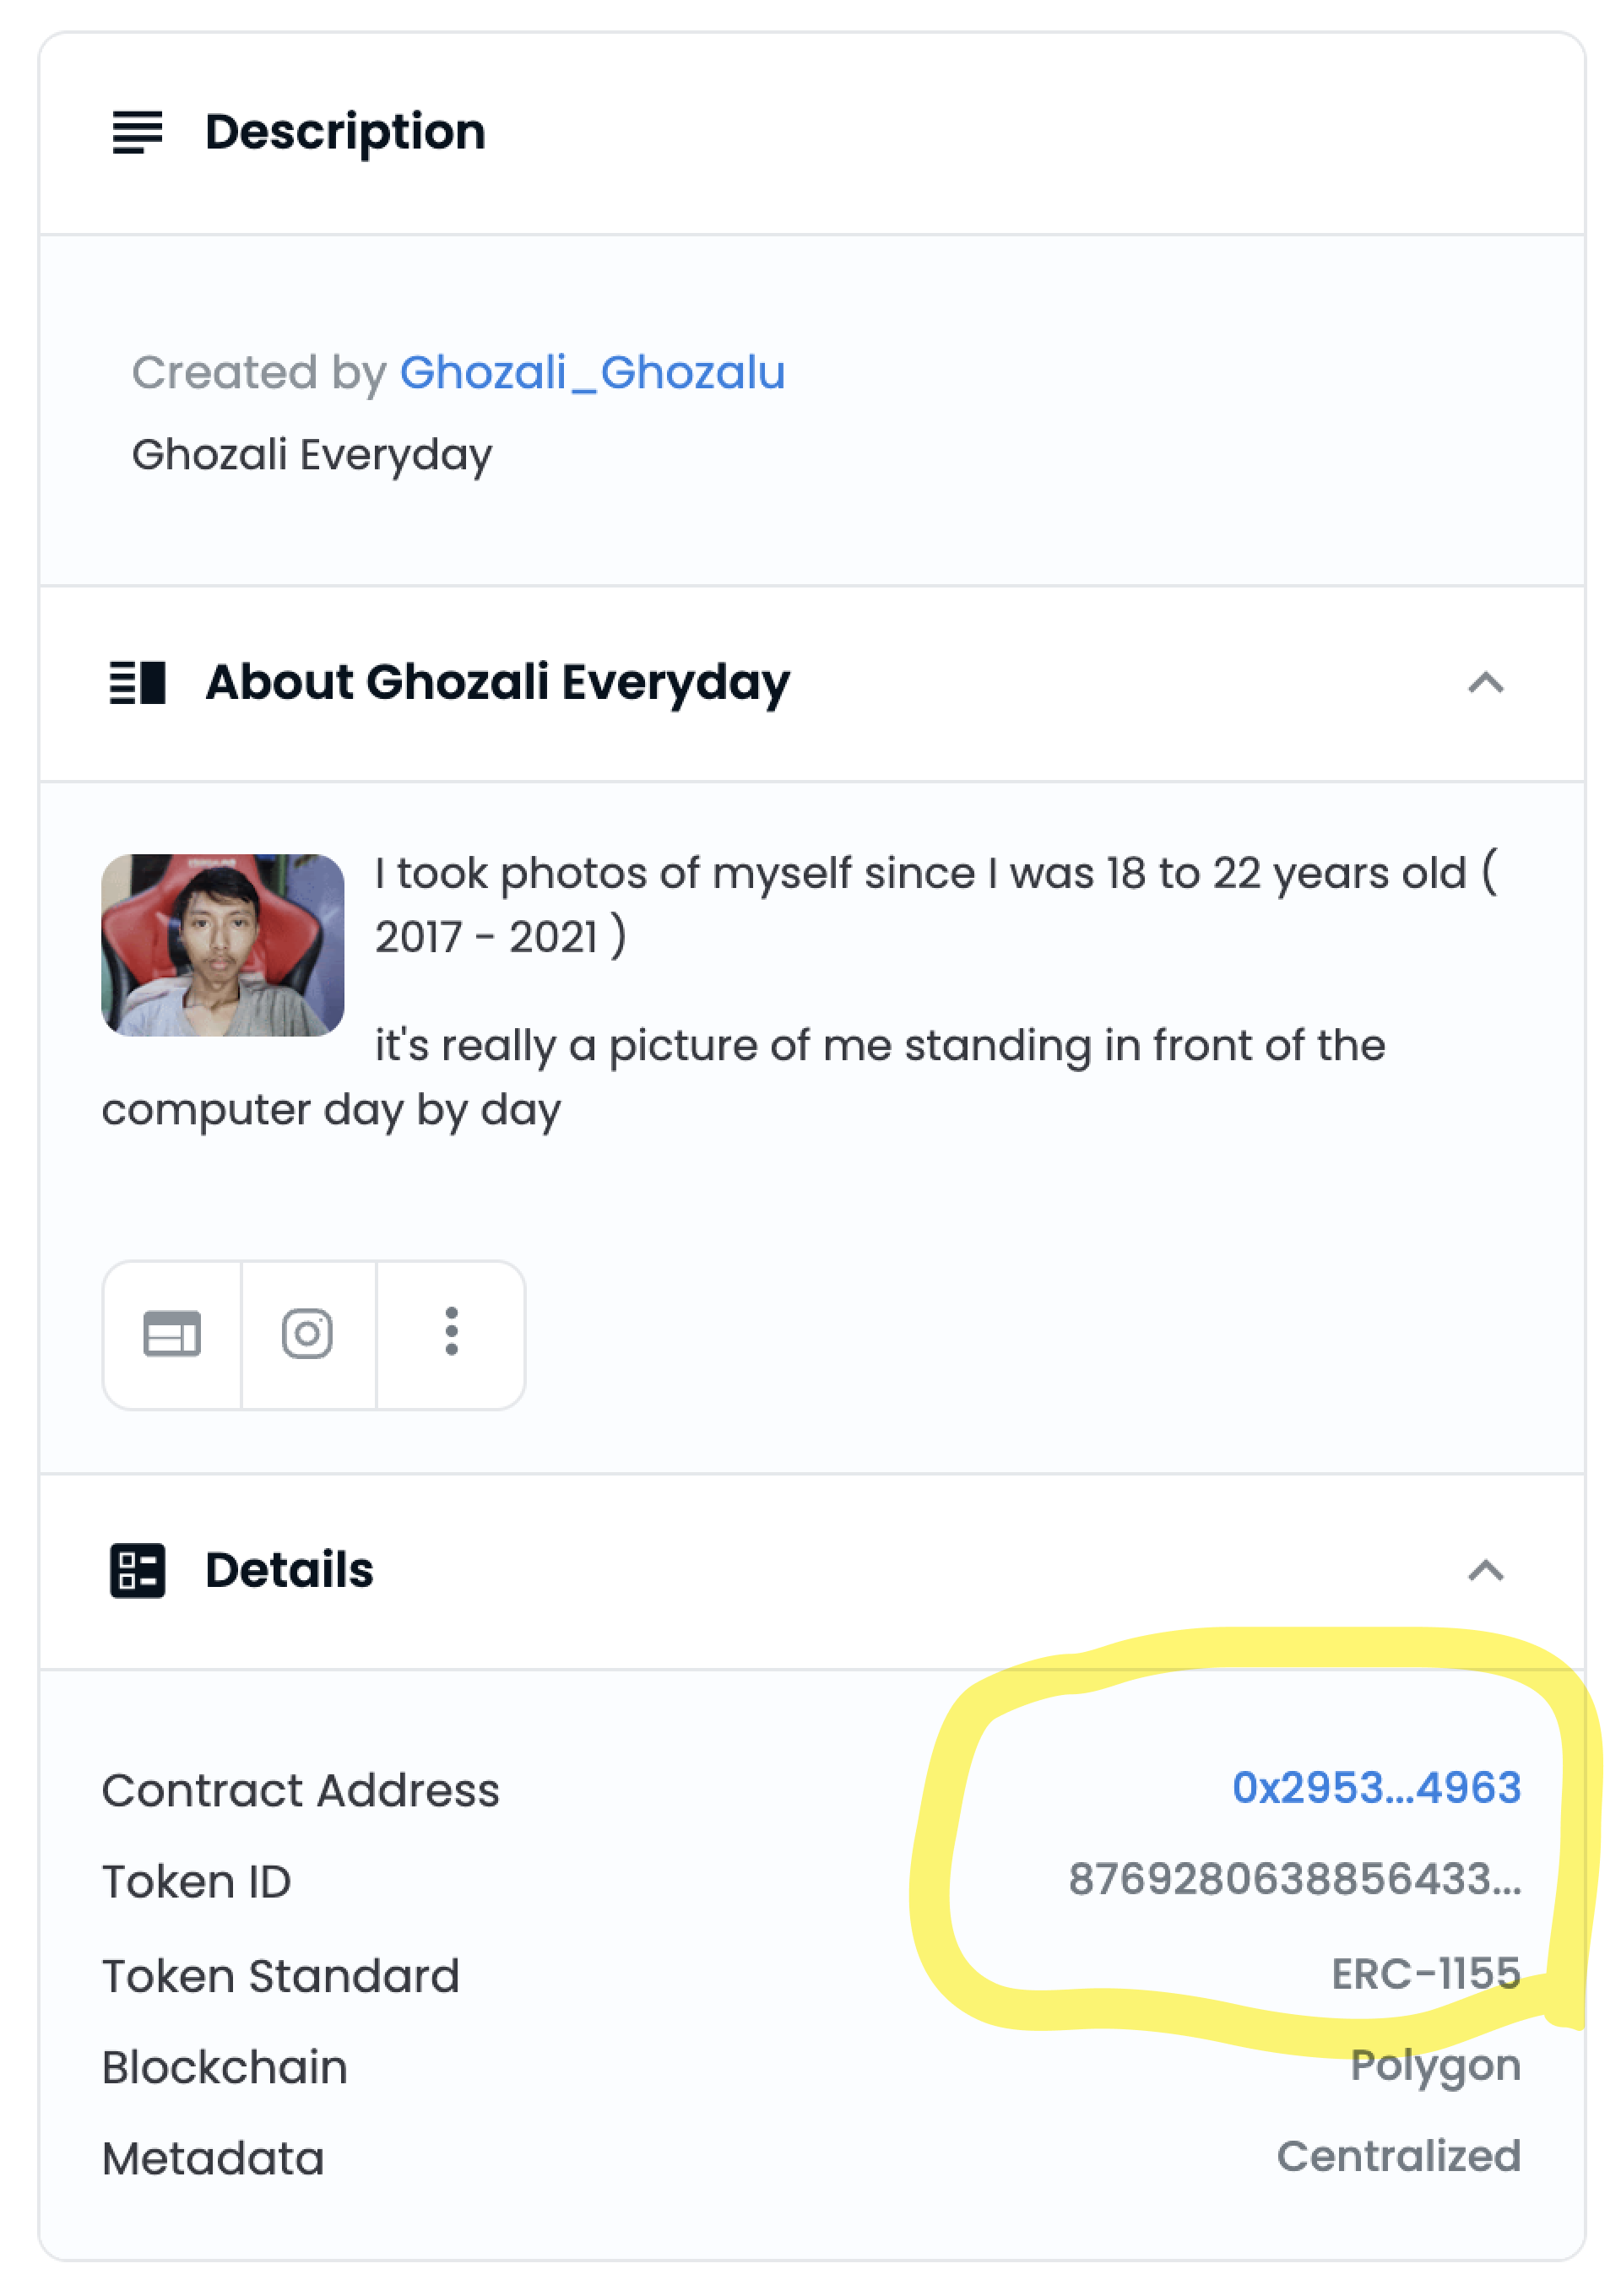 Description
Created by Ghozali_Ghozalu
Ghozali Everyday
About Ghozali Everyday
I took photos of myself since I was 18 to 22 years old (
2017 - 2021 )
it's really a picture of me standing in front of the
computer day by day
Details
Contract Address 0x2953...4963
Token ID 8769280638856433...
Token Standard ERC-1155
Blockchain Polygon
Metadata Centralized